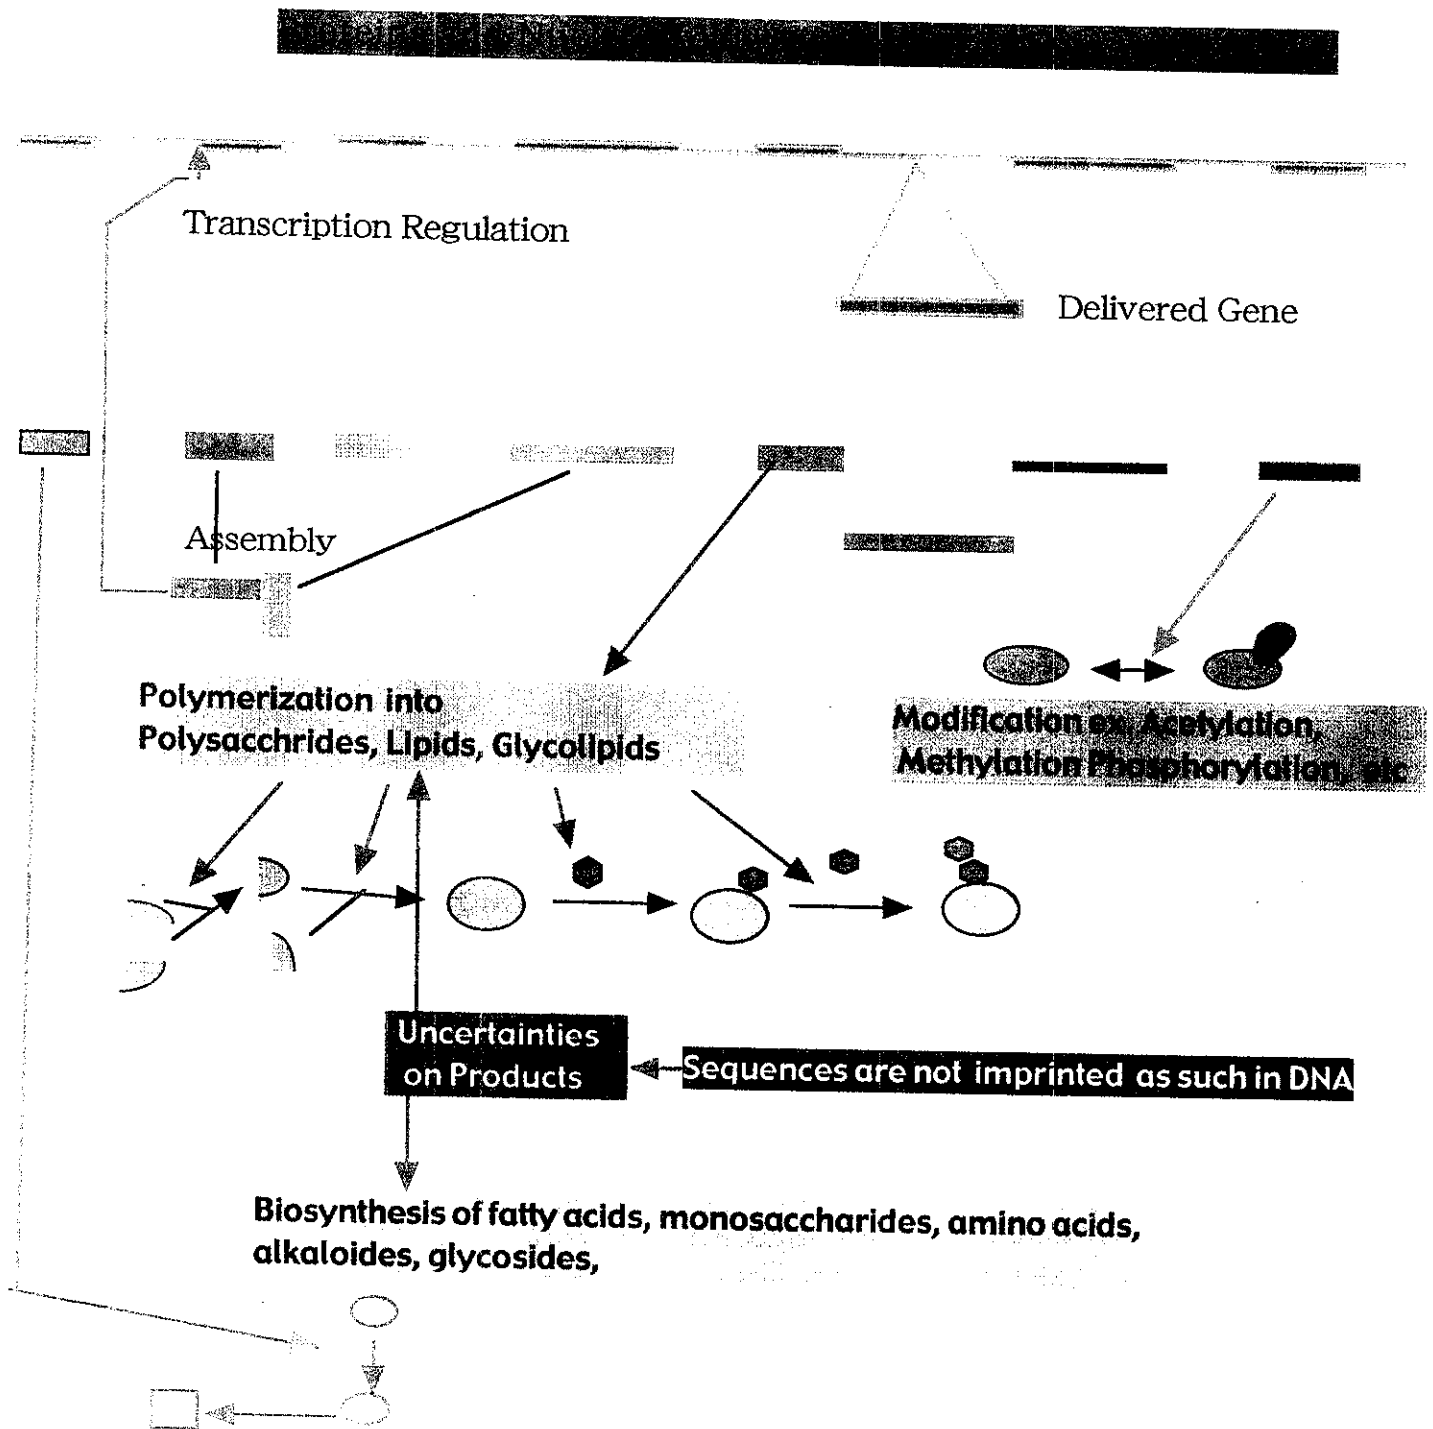 Transcription Regulation
Delivered Gene
Assembly
Polymerization into
Polysacchrides, Lipids, Glycolipids
Modification ex. Acetylation,
Methylation Phosphorylation, etc
Uncertainties
on Products
Sequences are not imprinted as such in DNA
Biosynthesis of fatty acids, monosaccharides, amino acids,
alkaloides, glycosides,